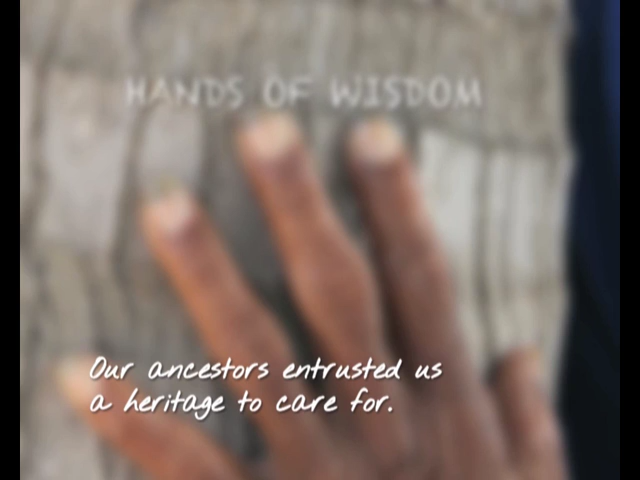 HANDS OF WISDOM
Our ancestors entrusted us
a heritage to care for.